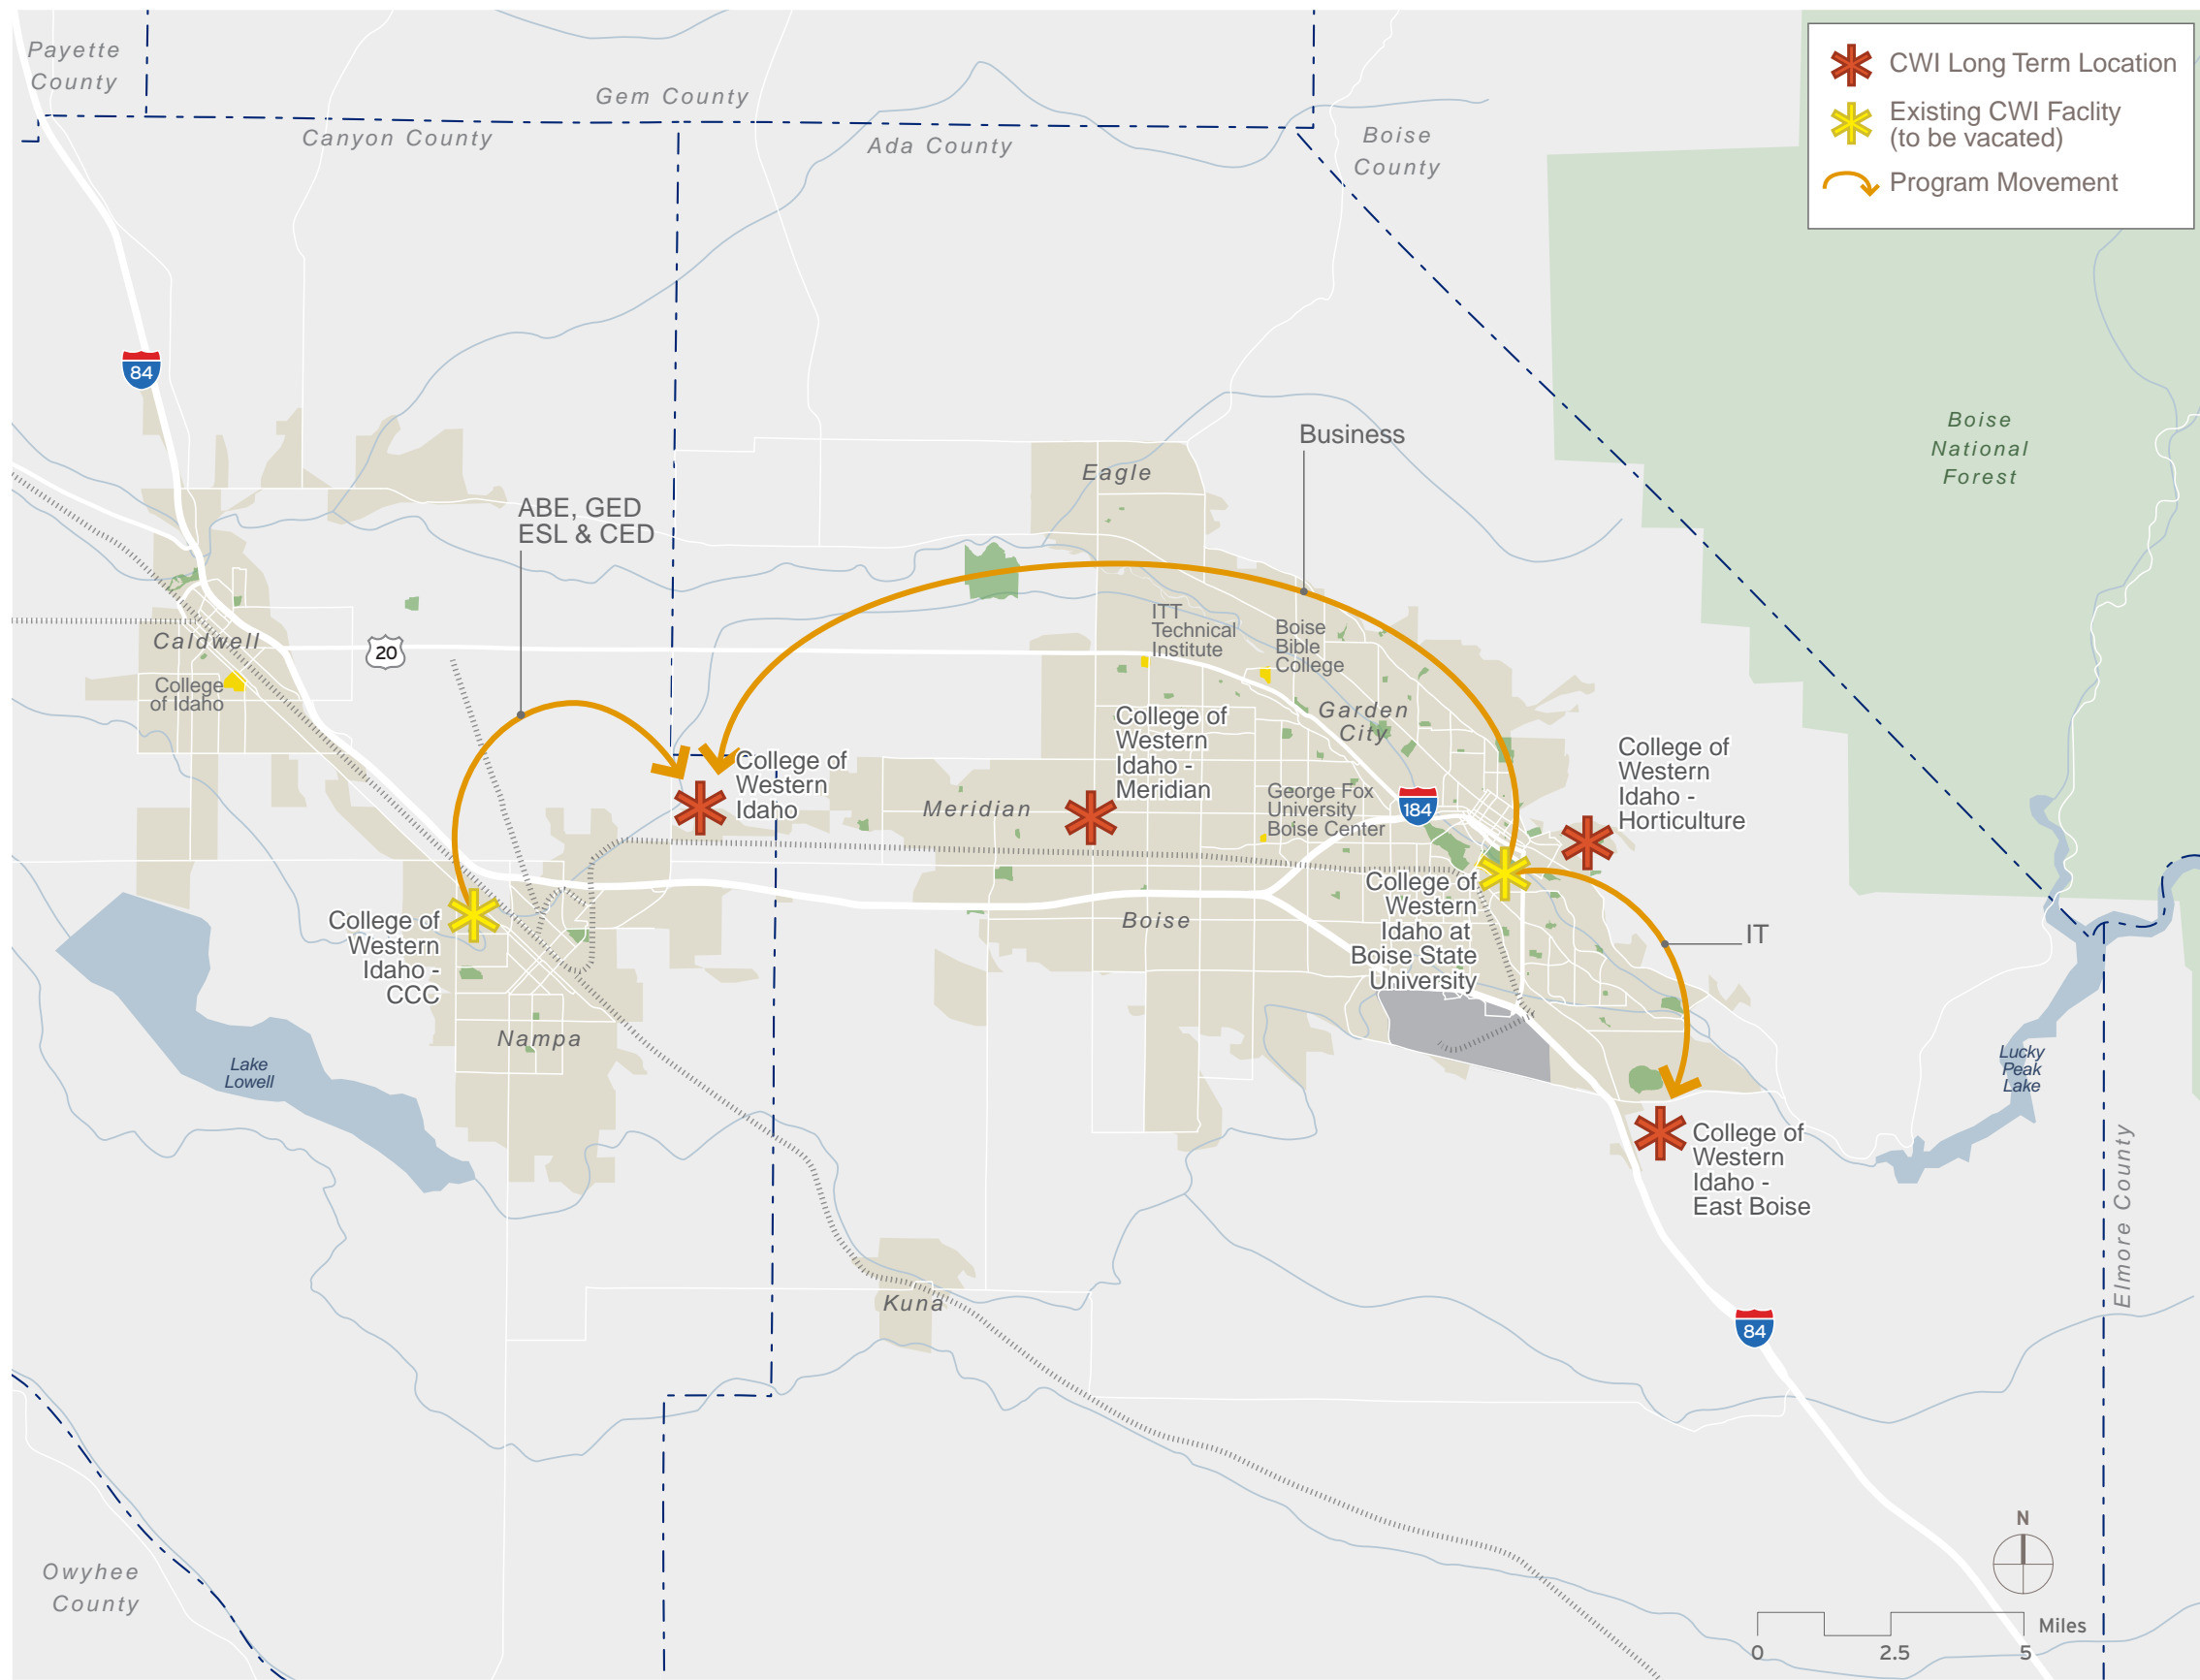 Payette
County
Gem County
Canyon County
Ada County
Boise
County
CWI Long Term Location
Existing CWI Faclity
(to be vacated)
Program Movement
84
Boise
National
Forest
Business
Eagle
ABE, GED
ESL & CED
ITT
Technical
Institute
Boise
Bible
College
Caldwell
20
College
of Idaho
Garden
City
College of
Western
Idaho -
Meridian
College of
Western
Idaho -
Horticulture
College of
Western
Idaho
Meridian
George Fox
University
Boise Center
184
College of
Western
Idaho at
Boise State
University
Boise
IT
College of
Western
Idaho -
CCC
Nampa
Lake
Lowell
Lucky
Peak
Lake
College of
Western
Idaho -
East Boise
Elmore County
Kuna
84
Owyhee
County
N
Miles
0 2.5 5